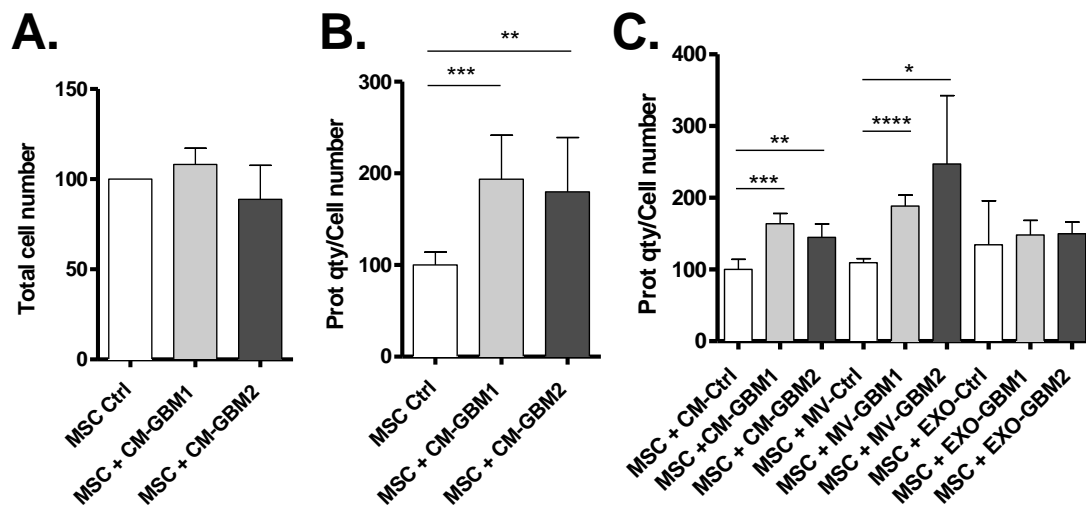 A.
Total cell number
150
100
50
0
MSC Ctrl
MSC + CM-GBM1
MSC + CM-GBM2
B.
Prot qty/Cell number
300
200
100
0
**
***
MSC Ctrl
MSC + CM-GBM1
MSC + CM-GBM2
C.
Prot qty/Cell number
400
300
200
100
0
*
****
**
***
MSC + CM-Ctrl
MSC +CM-GBM1
MSC + CM-GBM2
MSC + MV-Ctrl
MSC + MV-GBM1
MSC + MV-GBM2
MSC + EXO-Ctrl
MSC + EXO-GBM1
MSC + EXO-GBM2